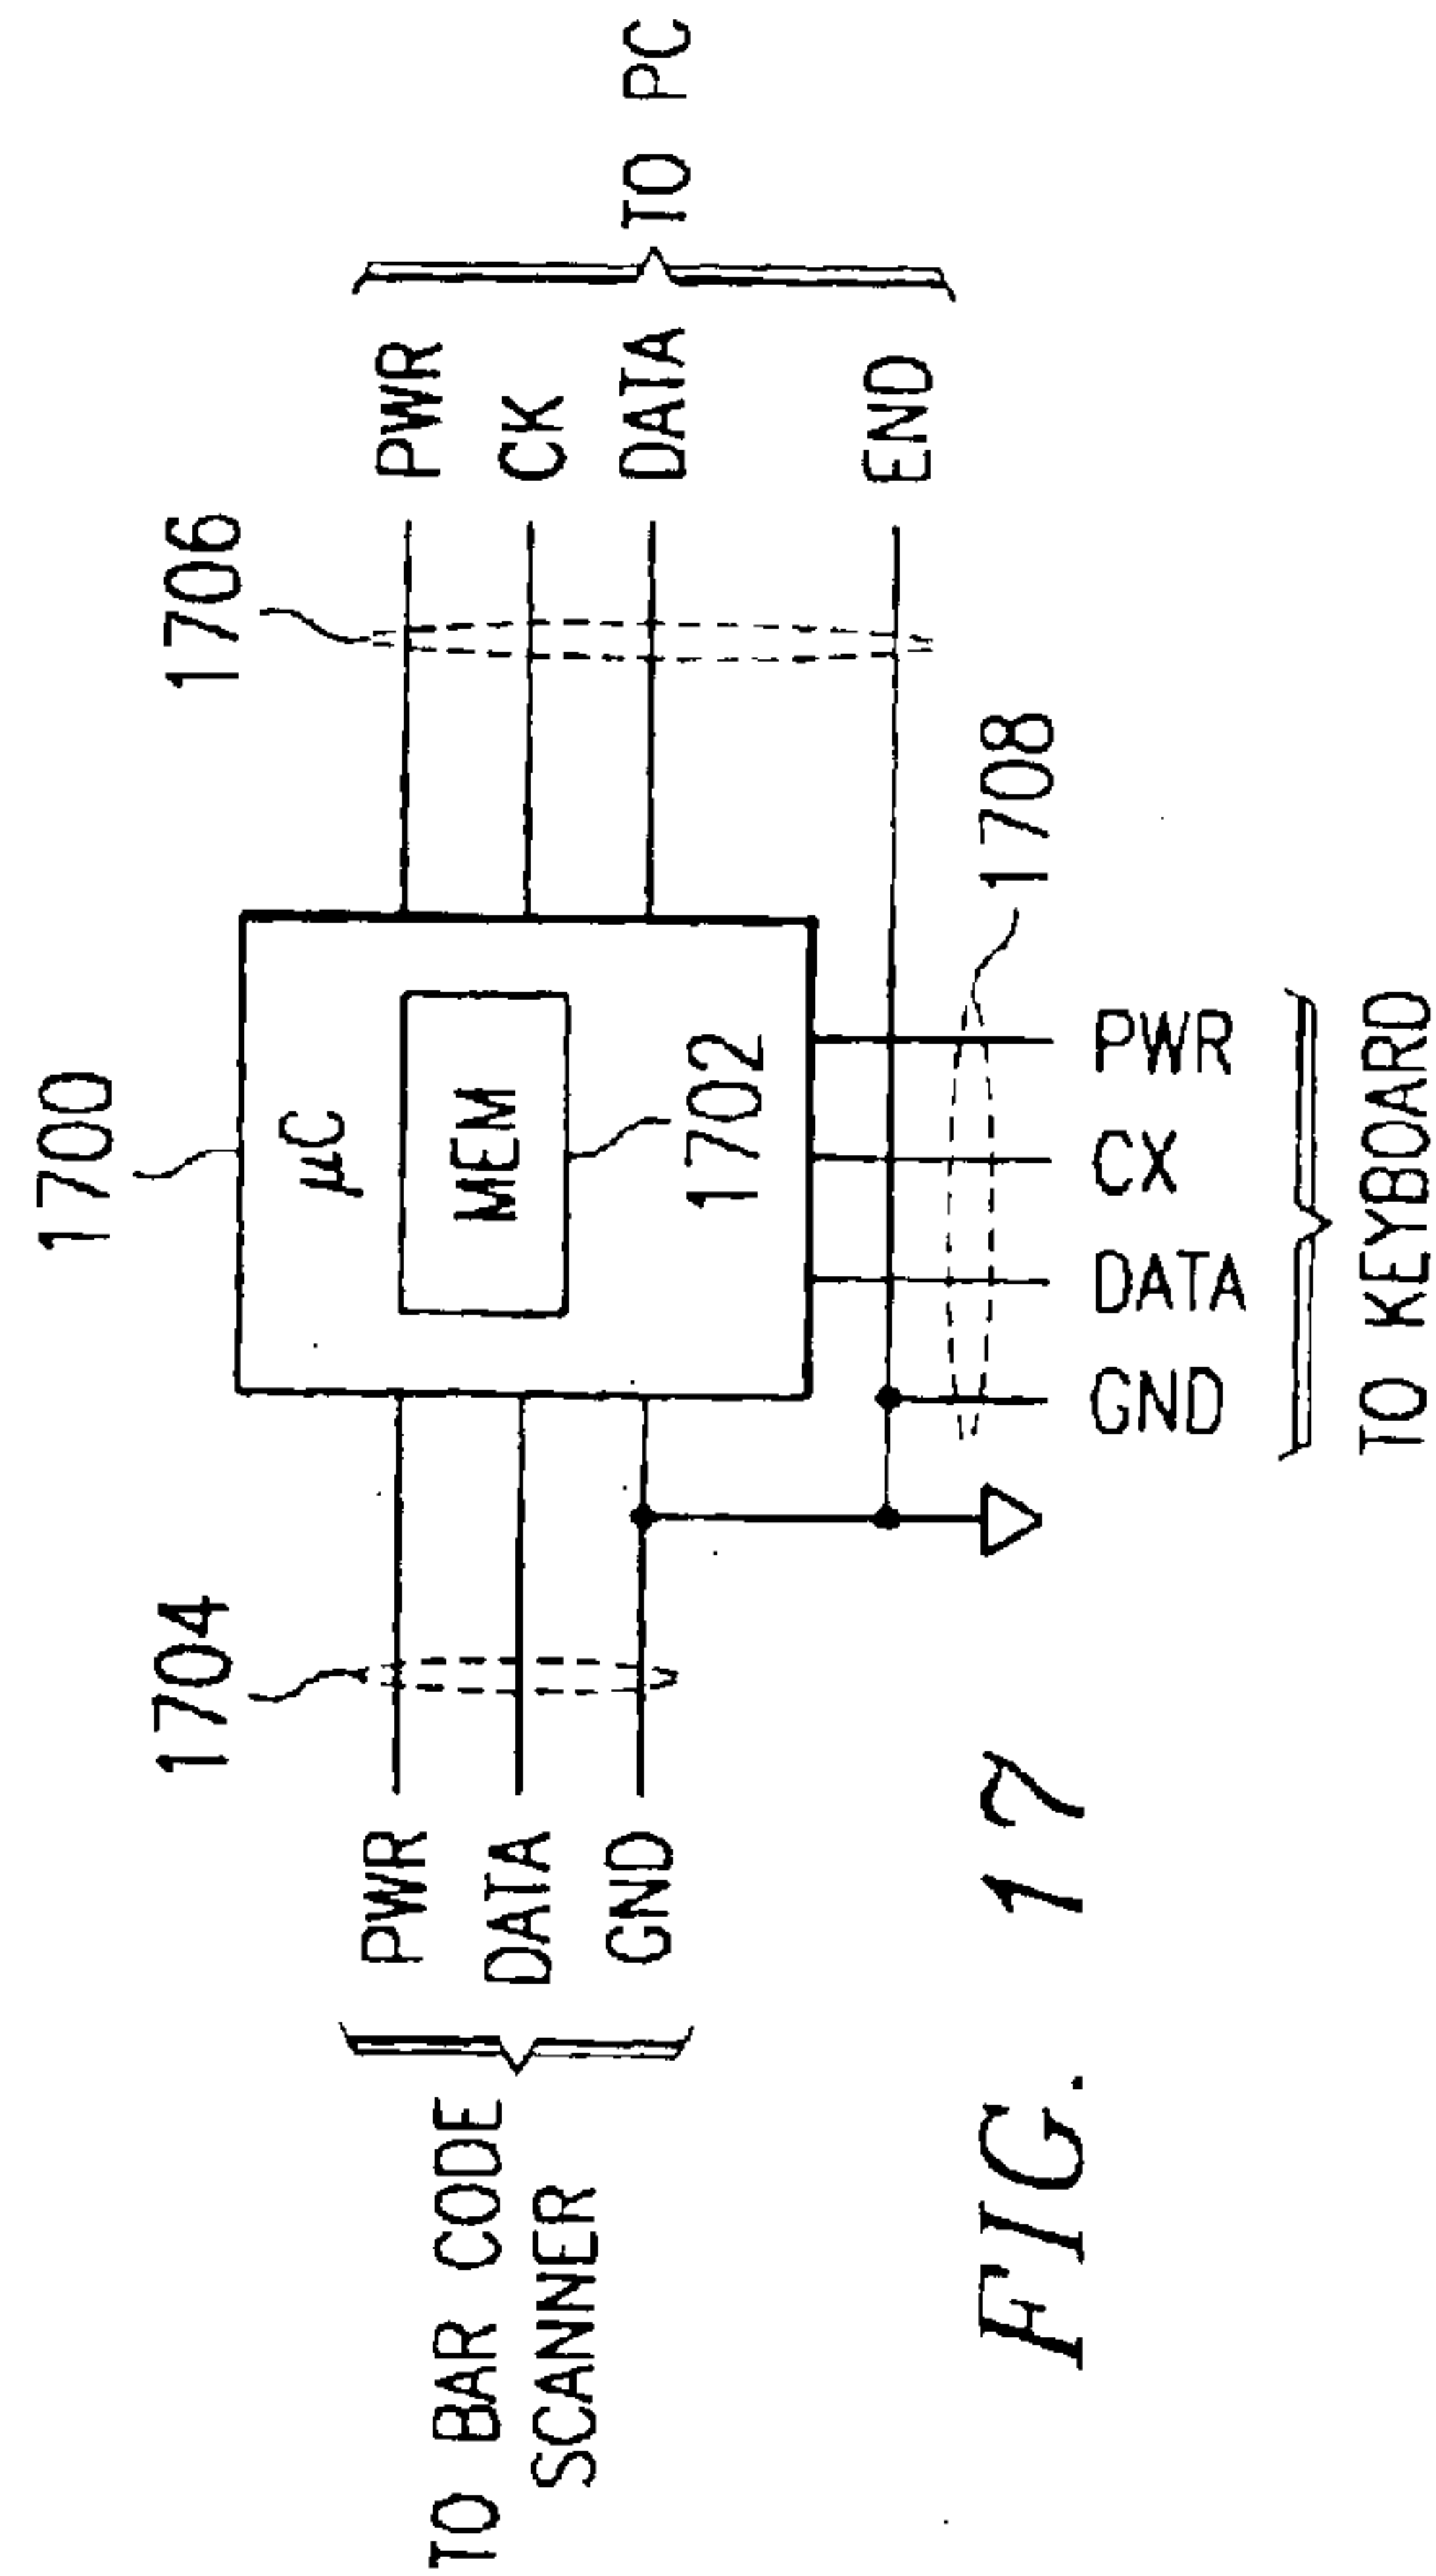 1700
μC
MEM
1702
1704
PWR
DATA
GND
TO BAR CODE
SCANNER
1706
PWR
CK
DATA
END
TO PC
1708
GND
DATA
CX
PWR
TO KEYBOARD
FIG. 17